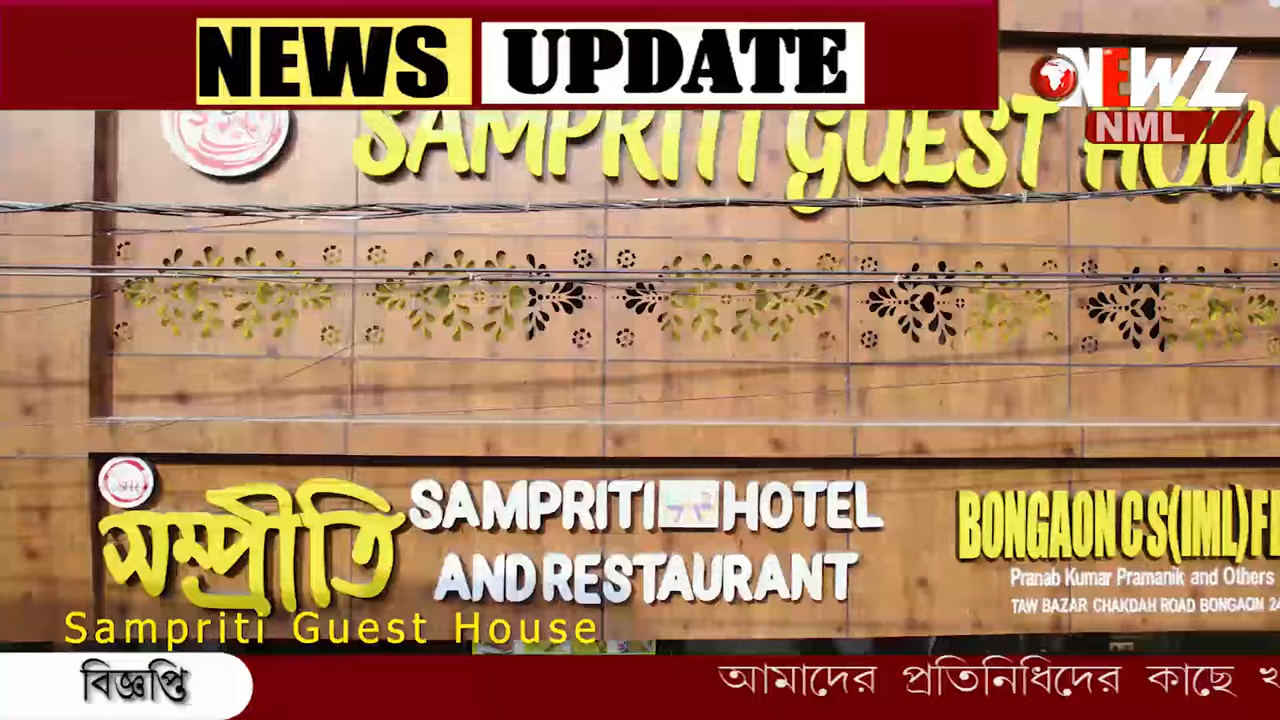 NEWS UPDATE
NEWZ
NML
SAMPRITI GUEST
সম্প্রীতি
SAMPRITI HOTEL
AND RESTAURANT
BONGAON C S(IML)
Pranab Kumar Pramanik and Others
TAW BAZAR CHAKDAH ROAD BONGAON
Sampriti Guest House
বিজ্ঞপ্তি
আমাদের প্রতিনিধিদের কাছে